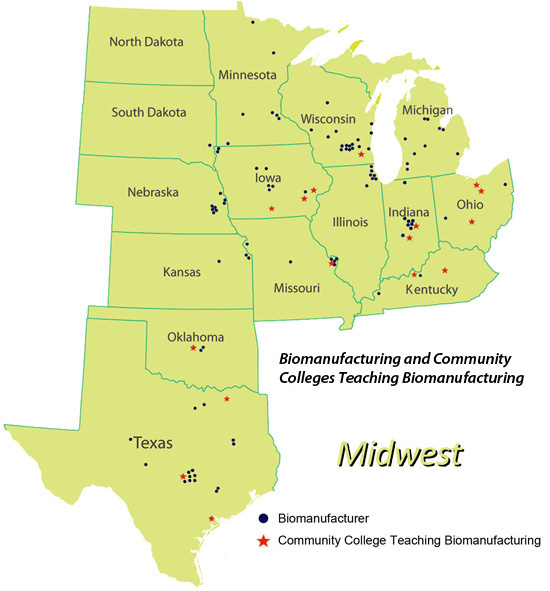 North Dakota
Minnesota
South Dakota
Wisconsin
Michigan
Iowa
Nebraska
Illinois
Indiana
Ohio
Kansas
Missouri
Kentucky
Oklahoma
Biomanufacturing and Community
Colleges Teaching Biomanufacturing
Texas
Midwest
Biomanufacturer
Community College Teaching Biomanufacturing